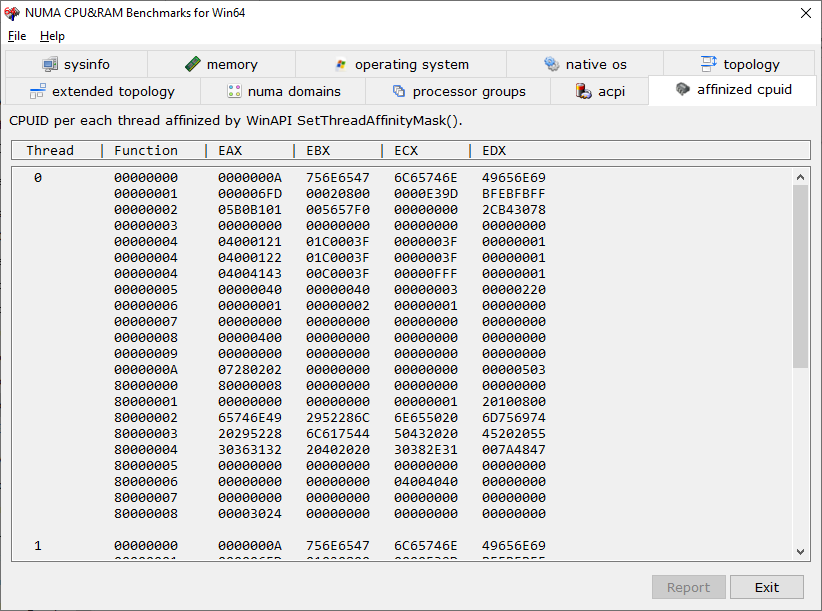 NUMA CPU&RAM Benchmarks for Win64
File Help
sysinfo memory operating system native os topology
extended topology numa domains processor groups acpi affinized cpuid
CPUID per each thread affinized by WinAPI SetThreadAffinityMask().
Thread | Function | EAX | EBX | ECX | EDX
0 00000000 0000000A 756E6547 6C65746E 49656E69
00000001 000006FD 00020800 0000E39D BFEBFBFF
00000002 05B0B101 005657F0 00000000 2CB43078
00000003 00000000 00000000 00000000 00000000
00000004 04000121 01C0003F 0000003F 00000001
00000004 04000122 01C0003F 0000003F 00000001
00000004 04004143 00C0003F 00000FFF 00000001
00000005 00000040 00000040 00000003 00000220
00000006 00000001 00000002 00000001 00000000
00000007 00000000 00000000 00000000 00000000
00000008 00000400 00000000 00000000 00000000
00000009 00000000 00000000 00000000 00000000
0000000A 07280202 00000000 00000000 00000503
80000000 80000008 00000000 00000000 00000000
80000001 00000000 00000000 00000001 20100800
80000002 65746E49 2952286C 6E655020 6D756974
80000003 20295228 6C617544 50432020 45202055
80000004 30363132 20402020 30382E31 007A4847
80000005 00000000 00000000 00000000 00000000
80000006 00000000 00000000 04004040 00000000
80000007 00000000 00000000 00000000 00000000
80000008 00003024 00000000 00000000 00000000
1 00000000 0000000A 756E6547 6C65746E 49656E69
Report Exit